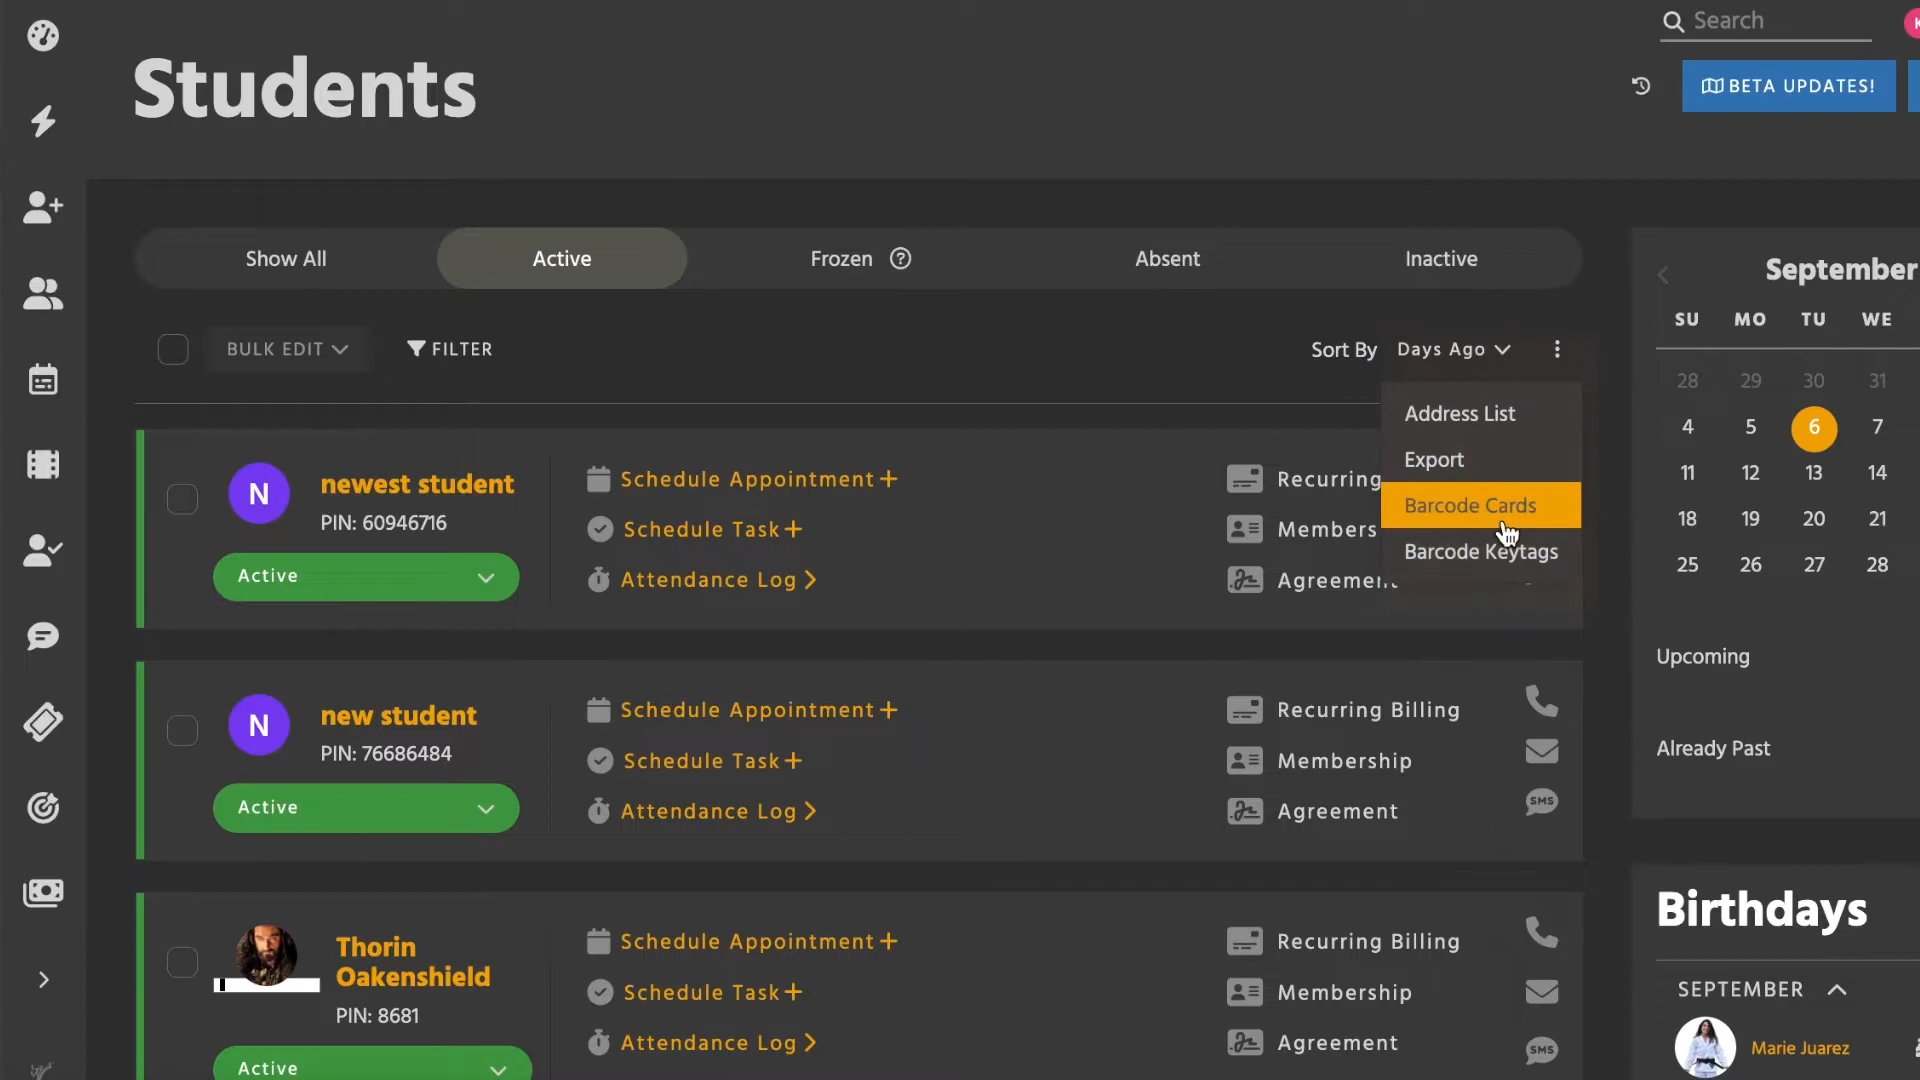 Search
K
Students
BETA UPDATES!
Show All
Active
Frozen ?
Absent
Inactive
BULK EDIT
FILTER
Sort By
Days Ago
Address List
Export
Barcode Cards
Barcode Keytags
N
newest student
PIN: 60946716
Active
Schedule Appointment+
Schedule Task+
Attendance Log
Recurring
Members
Agreement
N
new student
PIN: 76686484
Active
Schedule Appointment+
Schedule Task+
Attendance Log
Recurring Billing
Membership
Agreement
SMS
Thorin
Oakenshield
PIN: 8681
Active
Schedule Appointment+
Schedule Task+
Attendance Log
Recurring Billing
Membership
Agreement
SMS
September
SU MO TU WE
28 29 30 31
4 5 6 7
11 12 13 14
18 19 20 21
25 26 27 28
Upcoming
Already Past
Birthdays
SEPTEMBER
Marie Juarez